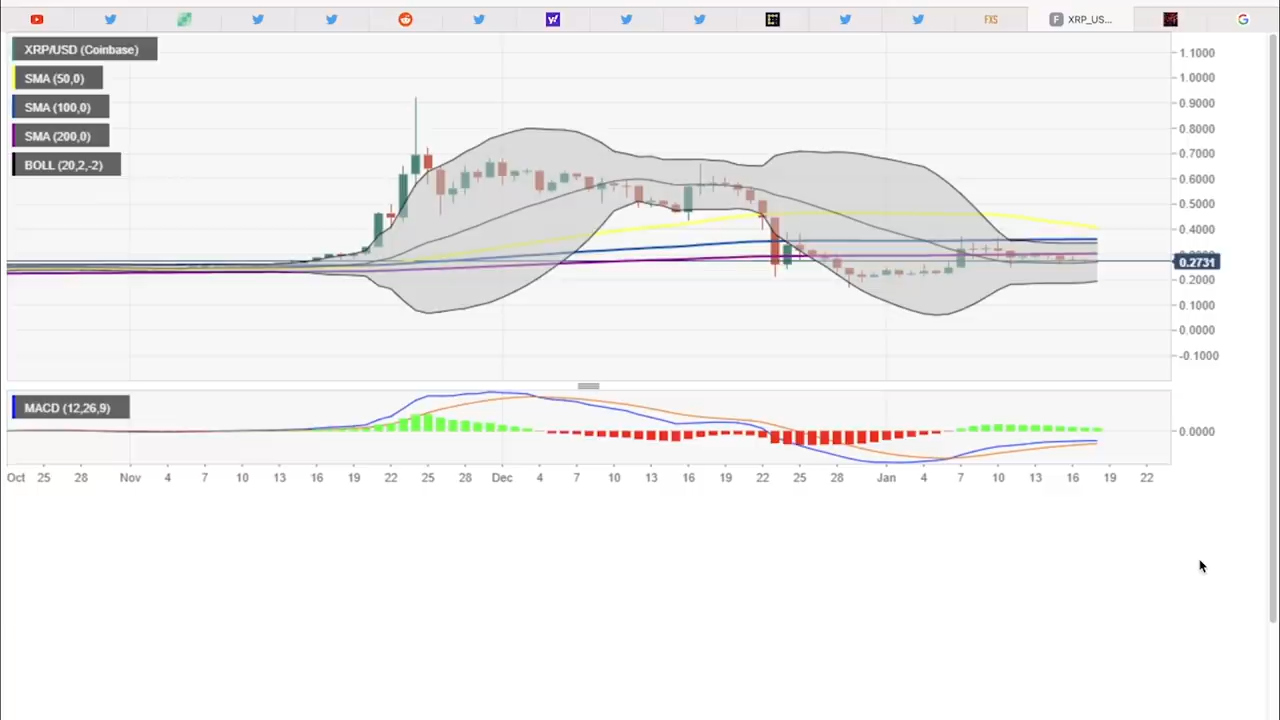 FXS
XRP_US...
XRP/USD (Coinbase)
SMA (50,0)
SMA (100,0)
SMA (200,0)
BOLL (20,2,-2)
1.1000
1.0000
0.9000
0.8000
0.7000
0.6000
0.5000
0.4000
0.2731
0.2000
0.1000
0.0000
-0.1000
MACD (12,26,9)
0.0000
Oct 25 28 Nov 4 7 10 13 16 19 22 25 28 Dec 4 7 10 13 16 19 22 25 28 Jan 4 7 10 13 16 19 22